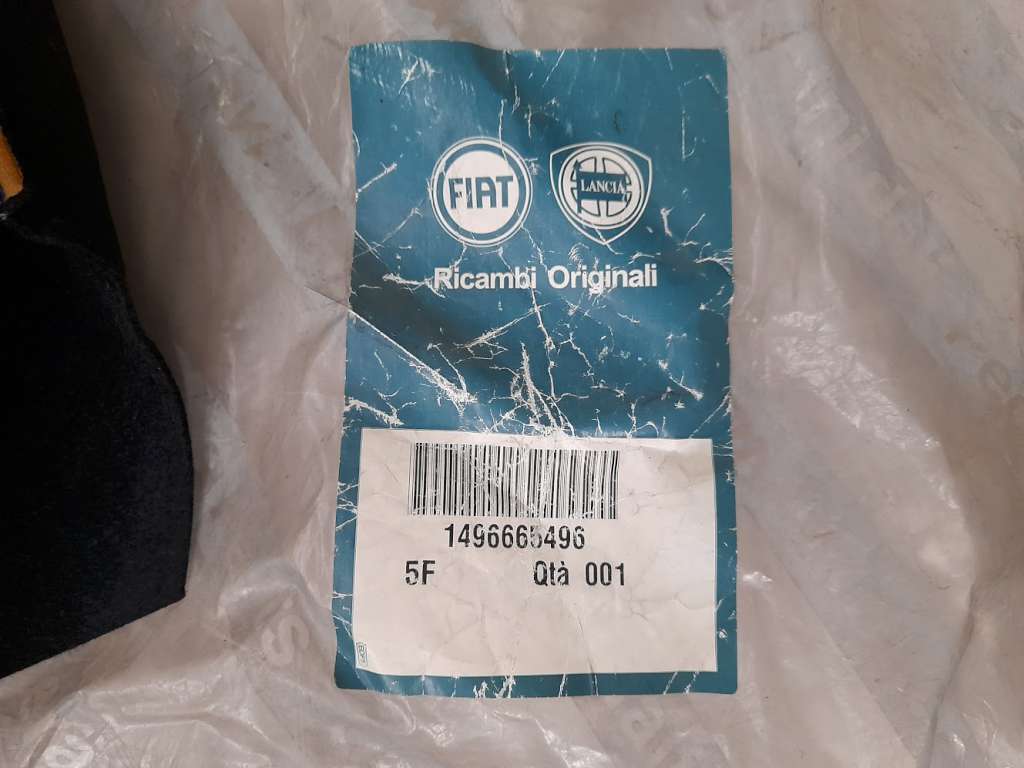 FIAT
LANCIA
Ricambi Originali
1496665496
5F Qtà 001